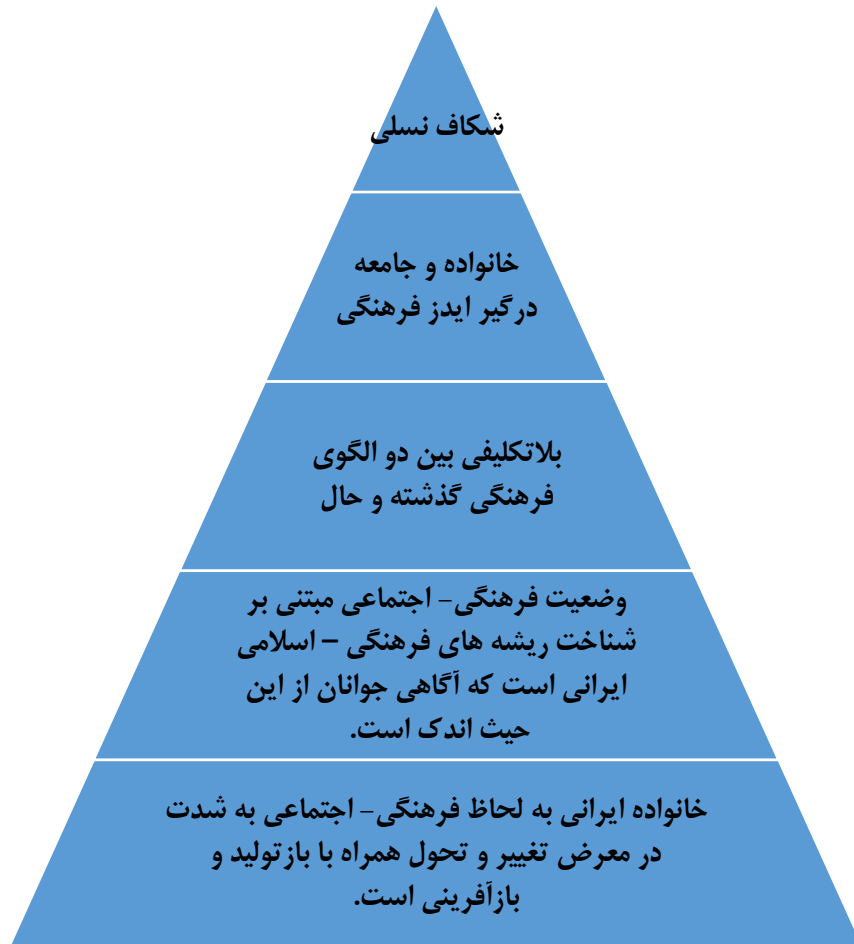 شکاف نسلی
خانواده و جامعه
درگیر ایدز فرهنگی
بلاتکلیفی بین دو الگوی
فرهنگی گذشته و حال
وضعیت فرهنگی- اجتماعی مبتنی بر
شناخت ریشه های فرهنگی – اسلامی
ایرانی است که آگاهی جوانان از این
حیث اندک است.
خانواده ایرانی به لحاظ فرهنگی- اجتماعی به شدت
در معرض تغییر و تحول همراه با بازتولید و
بازآفرینی است.